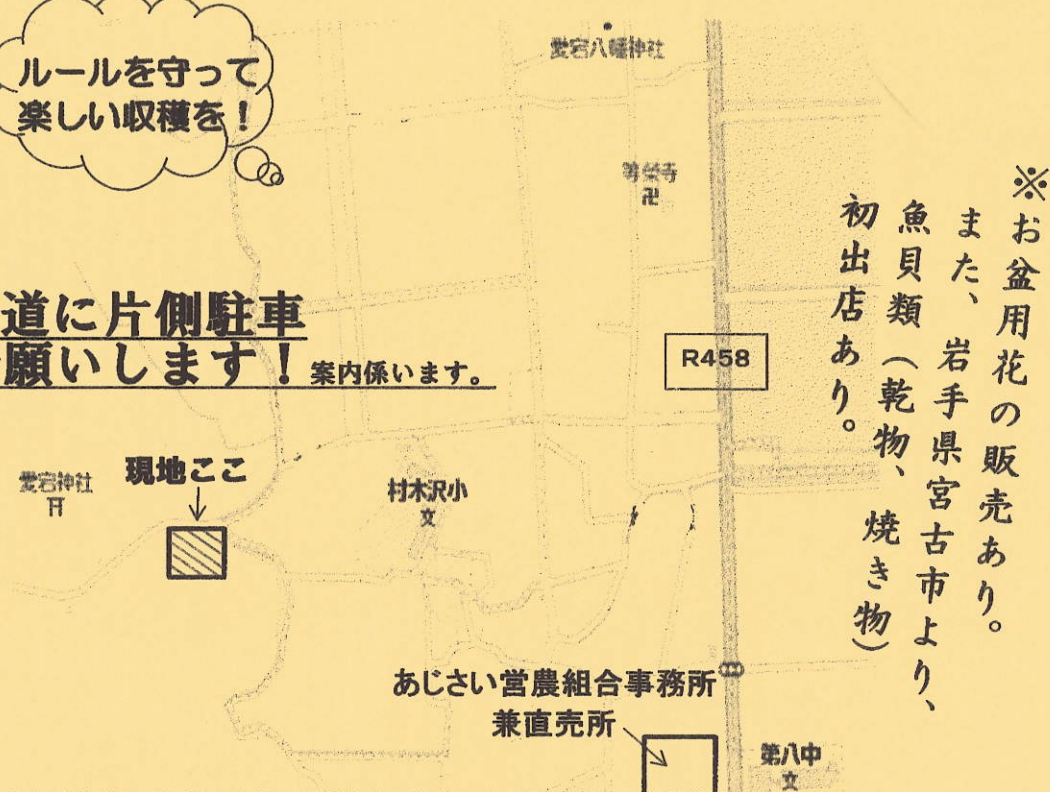 ルールを守って
楽しい収穫を！
愛宕八幡神社
等栄寺
卍
※お盆用花の販売あり。
また、岩手県宮古市より、
魚貝類（乾物、焼き物）
初出店あり。
道に片側駐車
願いします！案内係います。
R458
愛宕神社
現地ここ
村木沢小
文
あじさい営農組合事務所
兼直売所
第八中
文